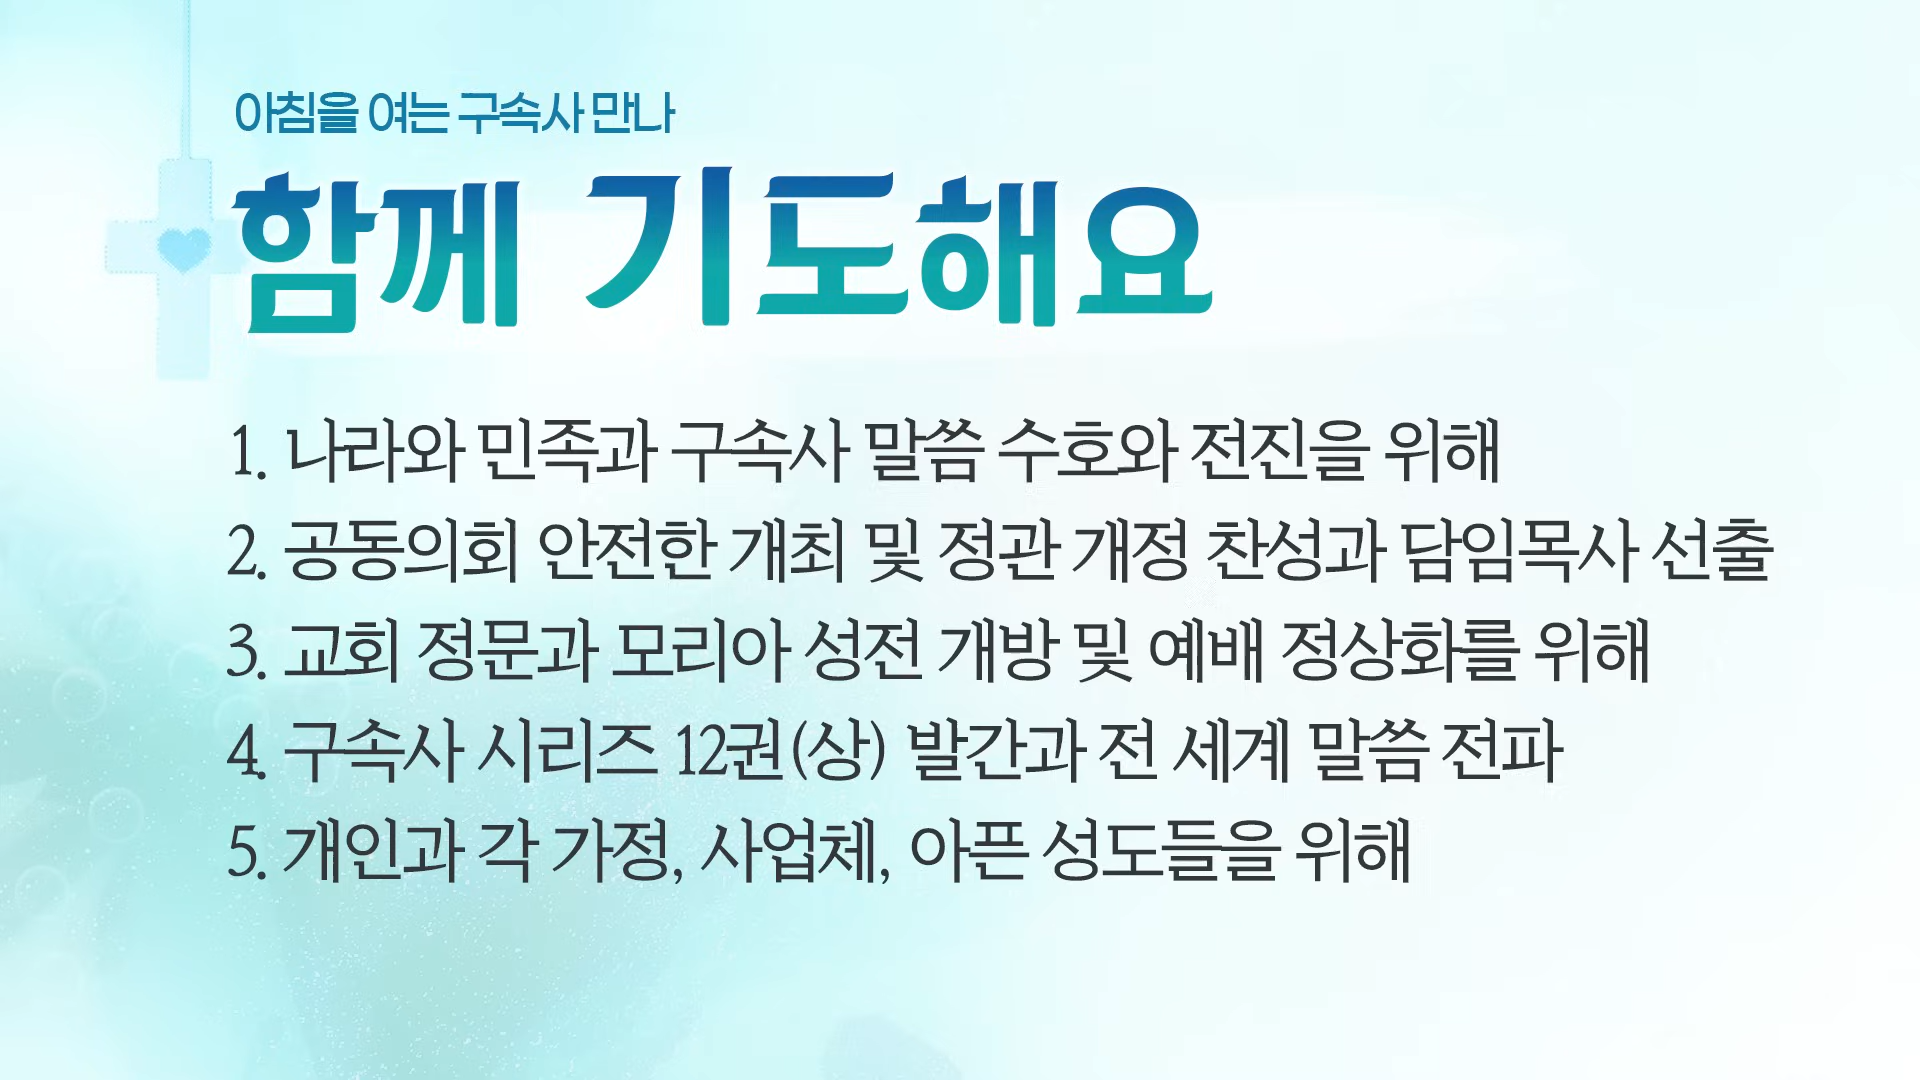 아침을 여는 구속사 만나
함께 기도해요
1. 나라와 민족과 구속사 말씀 수호와 전진을 위해
2. 공동의회 안전한 개최 및 정관 개정 찬성과 담임목사 선출
3. 교회 정문과 모리아 성전 개방 및 예배 정상화를 위해
4. 구속사 시리즈 12권(상) 발간과 전 세계 말씀 전파
5. 개인과 각 가정, 사업체, 아픈 성도들을 위해